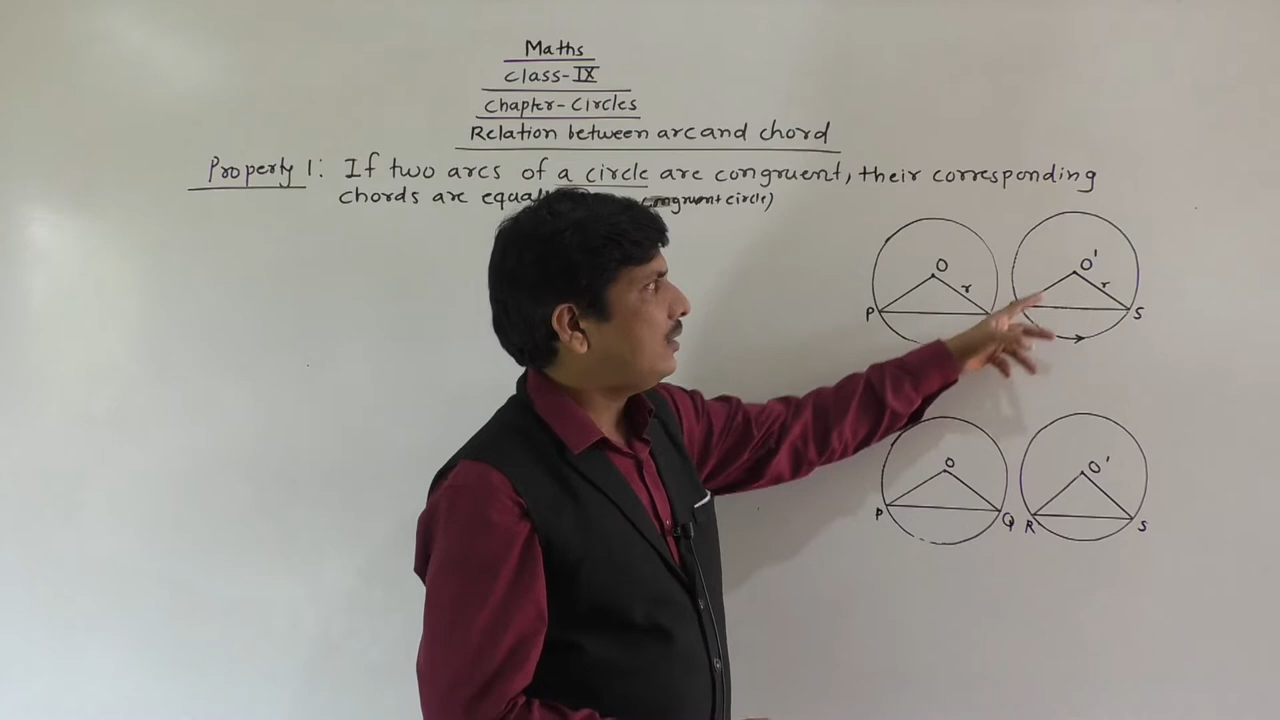 Maths
Class-IX
Chapter-Circles
Relation between arc and chord
Property 1: If two arcs of a circle are congruent, their corresponding
chords are equal circle)
O
r
P
O'
r
S
O
P
Q
O'
R
S